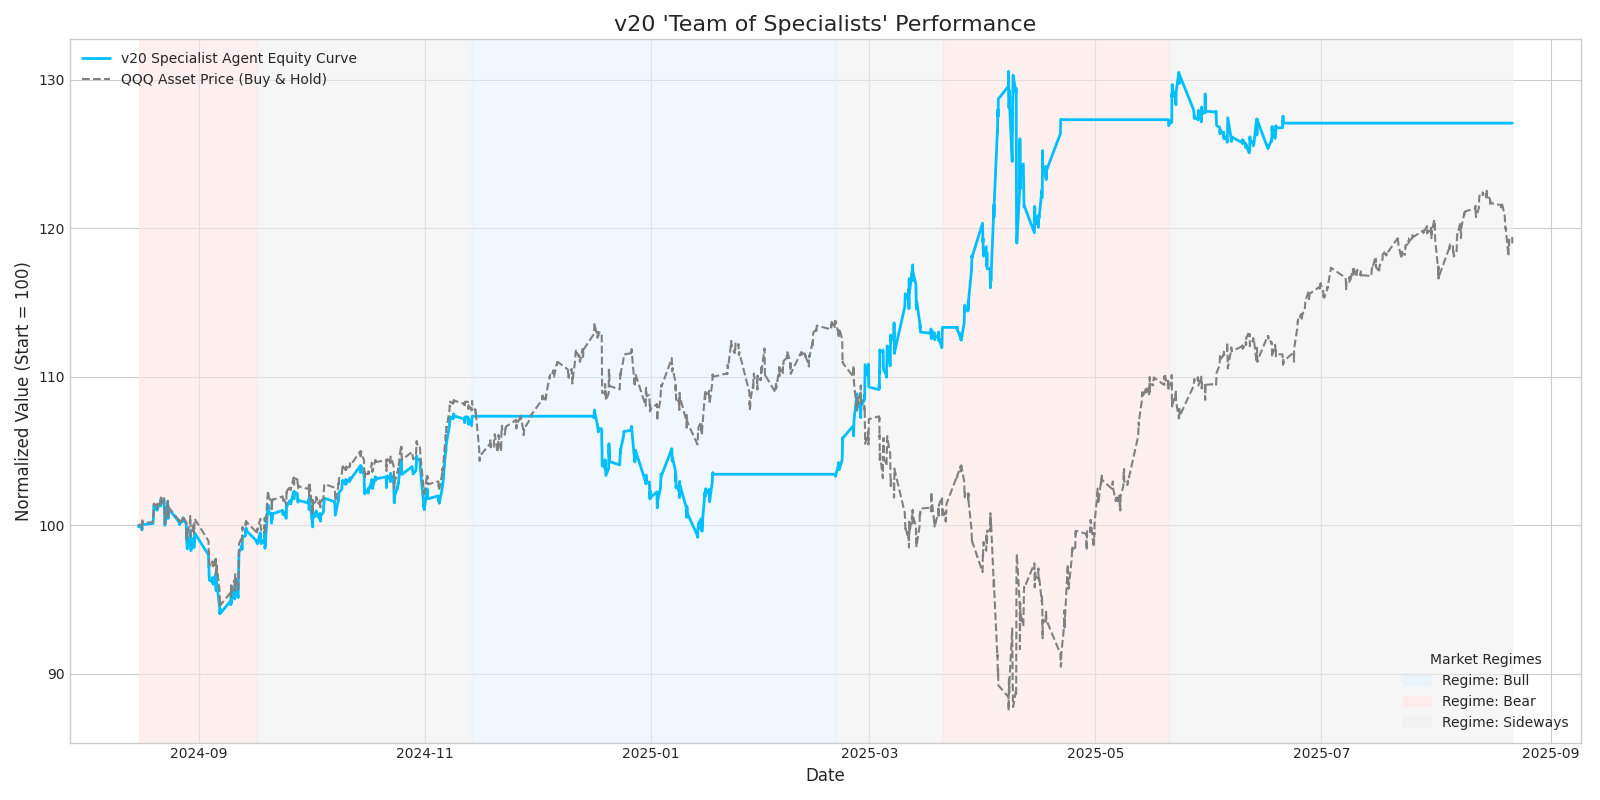 v20 'Team of Specialists' Performance
v20 Specialist Agent Equity Curve
QQQ Asset Price (Buy & Hold)
130
120
110
100
90
Normalized Value (Start = 100)
Market Regimes
Regime: Bull
Regime: Bear
Regime: Sideways
2024-09
2024-11
2025-01
2025-03
2025-05
2025-07
2025-09
Date